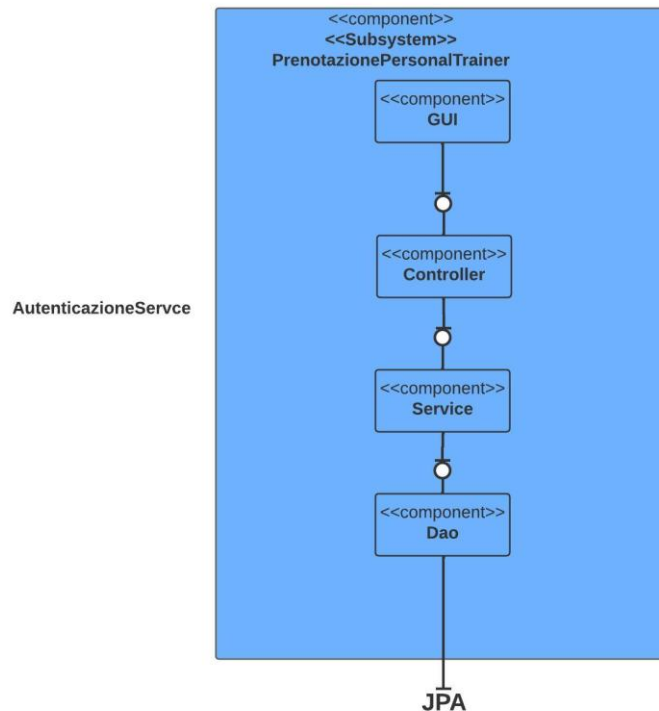 <<component>>
<<Subsystem>>
PrenotazionePersonalTrainer
<<component>>
GUI
<<component>>
Controller
AutenticazioneServce
<<component>>
Service
<<component>>
Dao
JPA